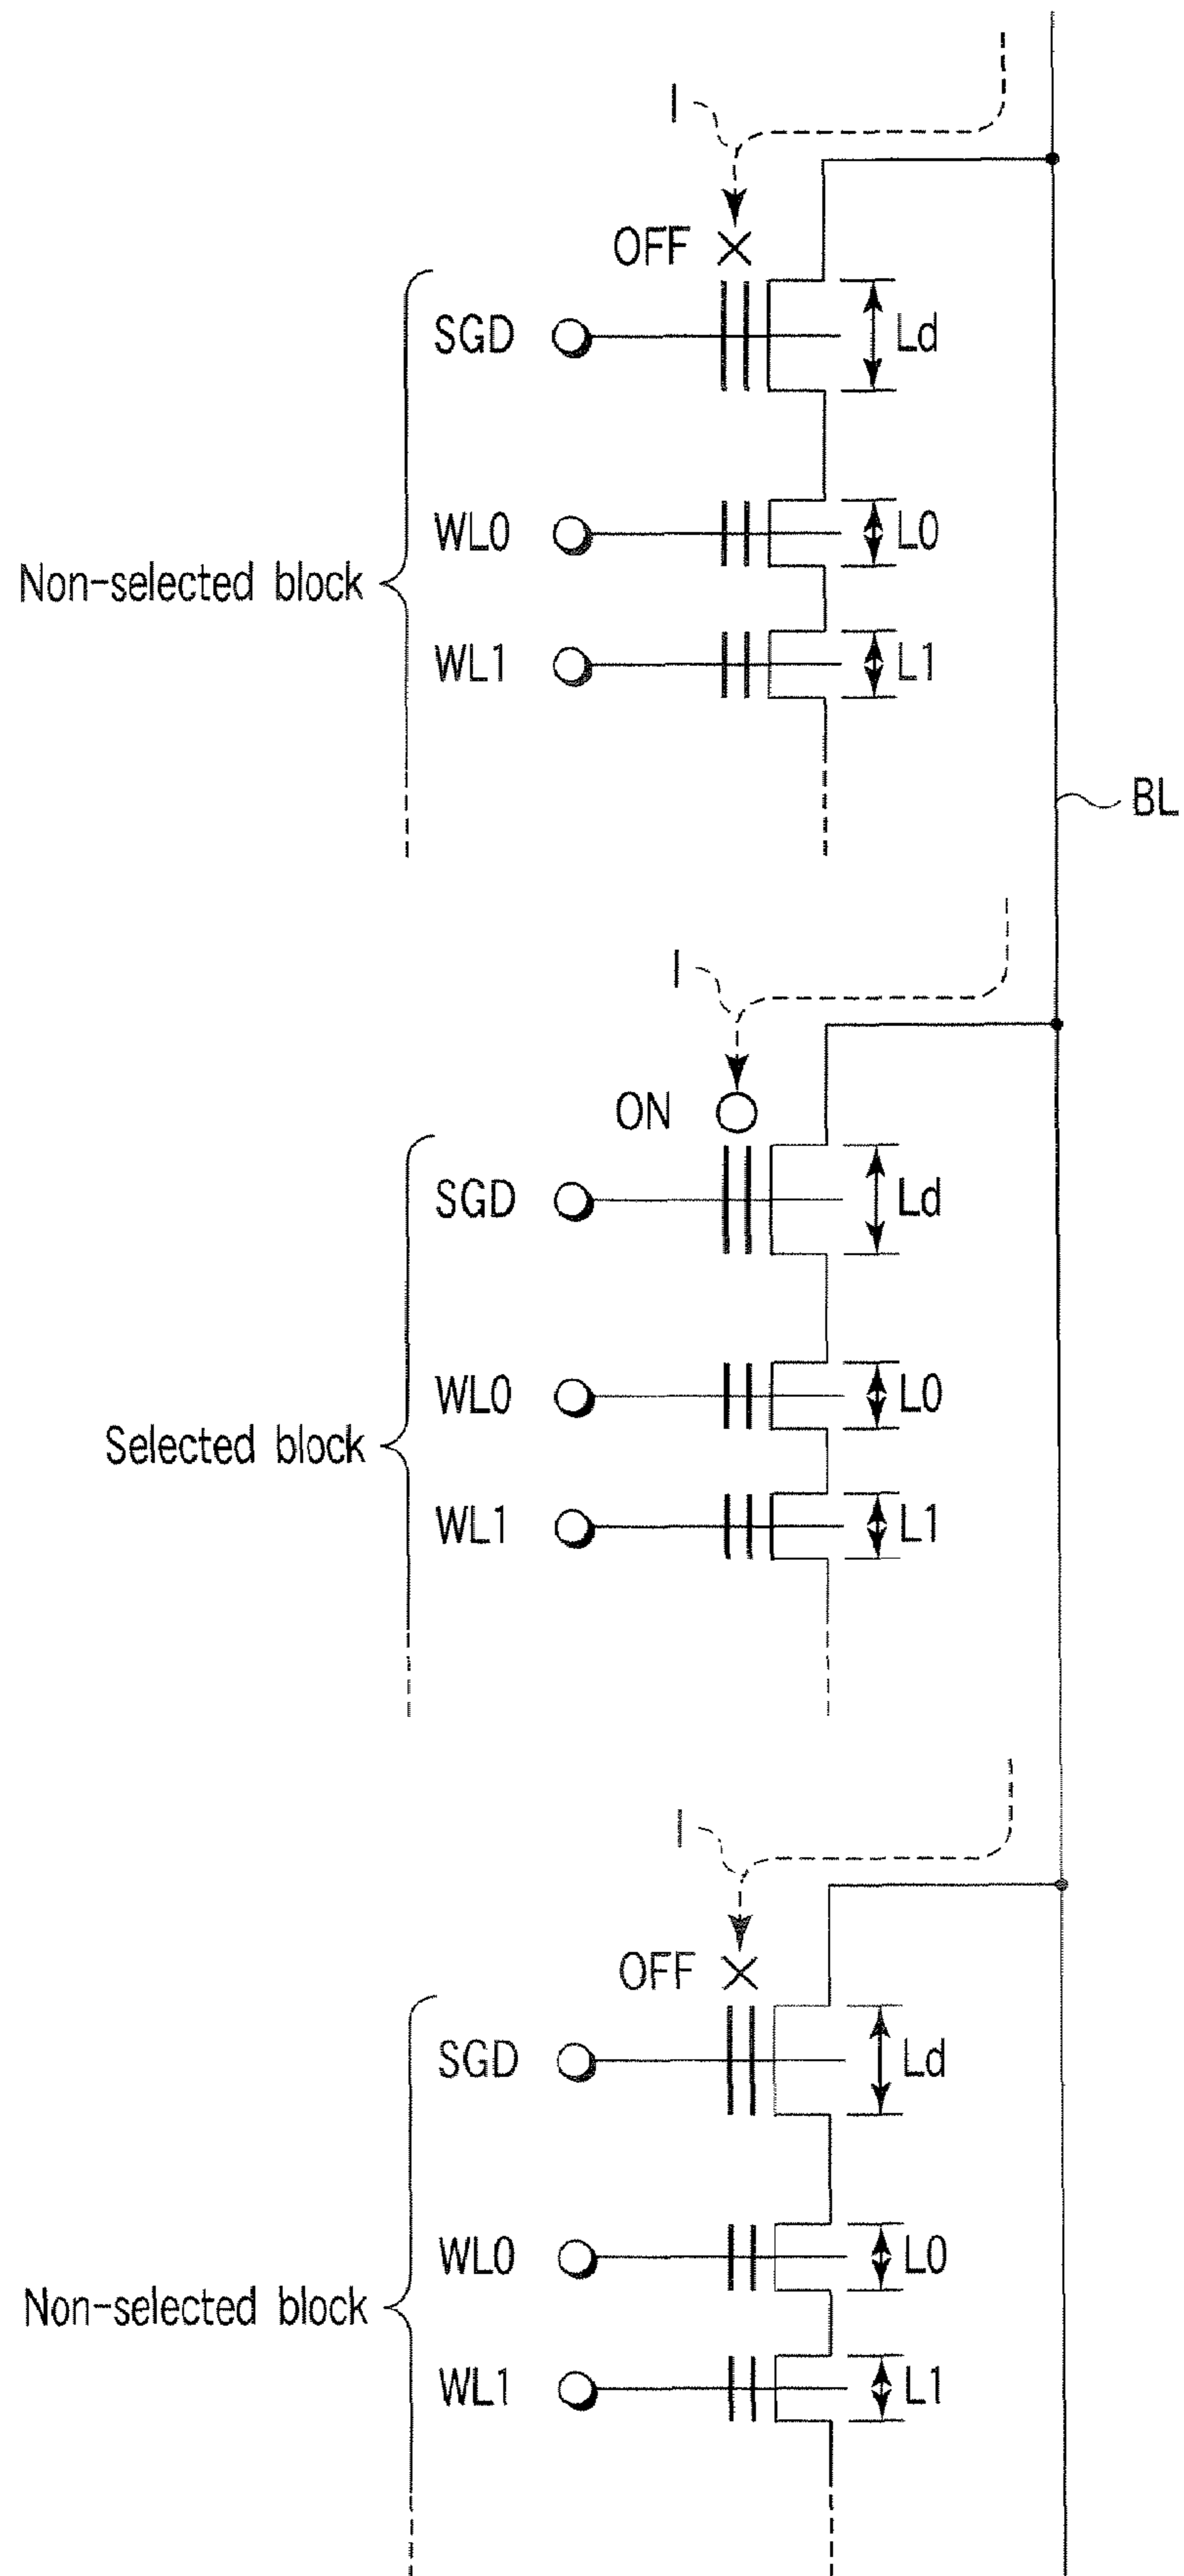 I
OFF
SGD
Ld
WL0
L0
Non-selected block
WL1
L1
BL
I
ON
SGD
Ld
WL0
L0
Selected block
WL1
L1
I
OFF
SGD
Ld
WL0
L0
Non-selected block
WL1
L1